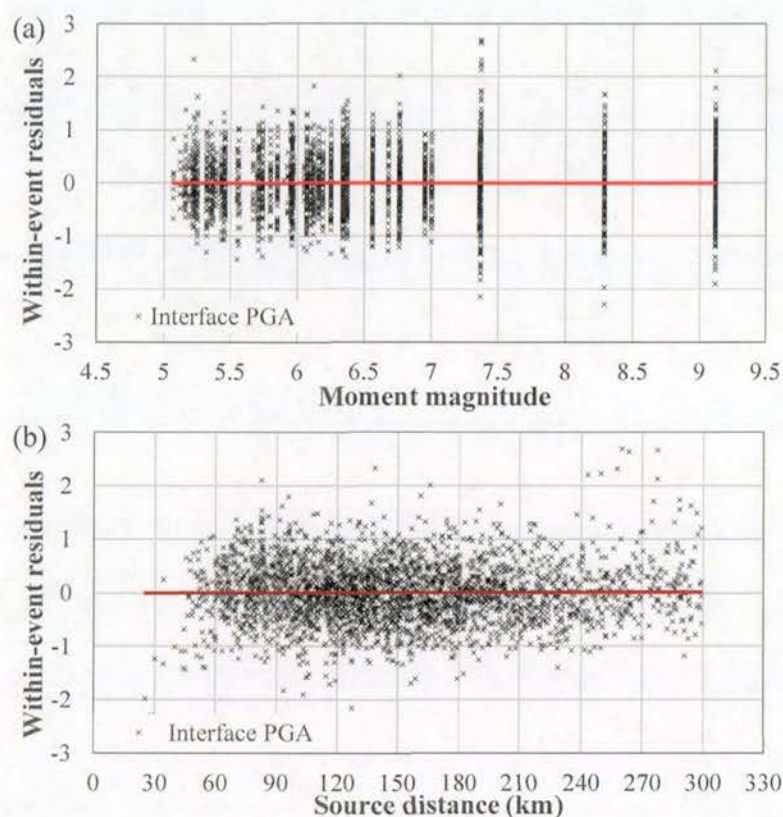 (a)
3
2
1
0
-1
-2
-3
Within-event residuals
× Interface PGA
4.5 5 5.5 6 6.5 7 7.5 8 8.5 9 9.5
Moment magnitude
(b)
3
2
1
0
-1
-2
-3
Within-event residuals
× Interface PGA
0 30 60 90 120 150 180 210 240 270 300 330
Source distance (km)